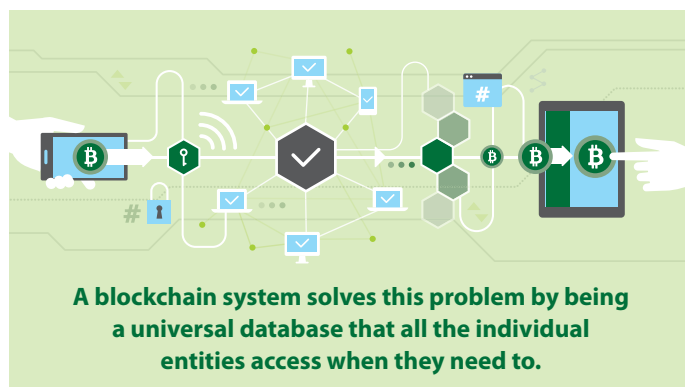 #
#
A blockchain system solves this problem by being
a universal database that all the individual
entities access when they need to.